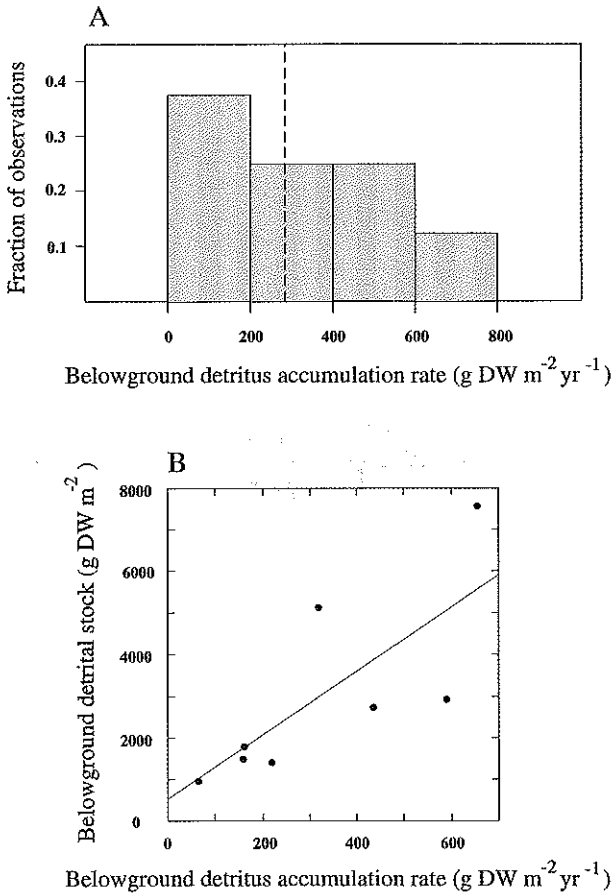 A
Fraction of observations
0.4
0.3
0.2
0.1
0 200 400 600 800
Belowground detritus accumulation rate (g DW m⁻² yr⁻¹)
B
Belowground detrital stock (g DW m⁻²)
8000
6000
4000
2000
0
0 200 400 600
Belowground detritus accumulation rate (g DW m⁻² yr⁻¹)